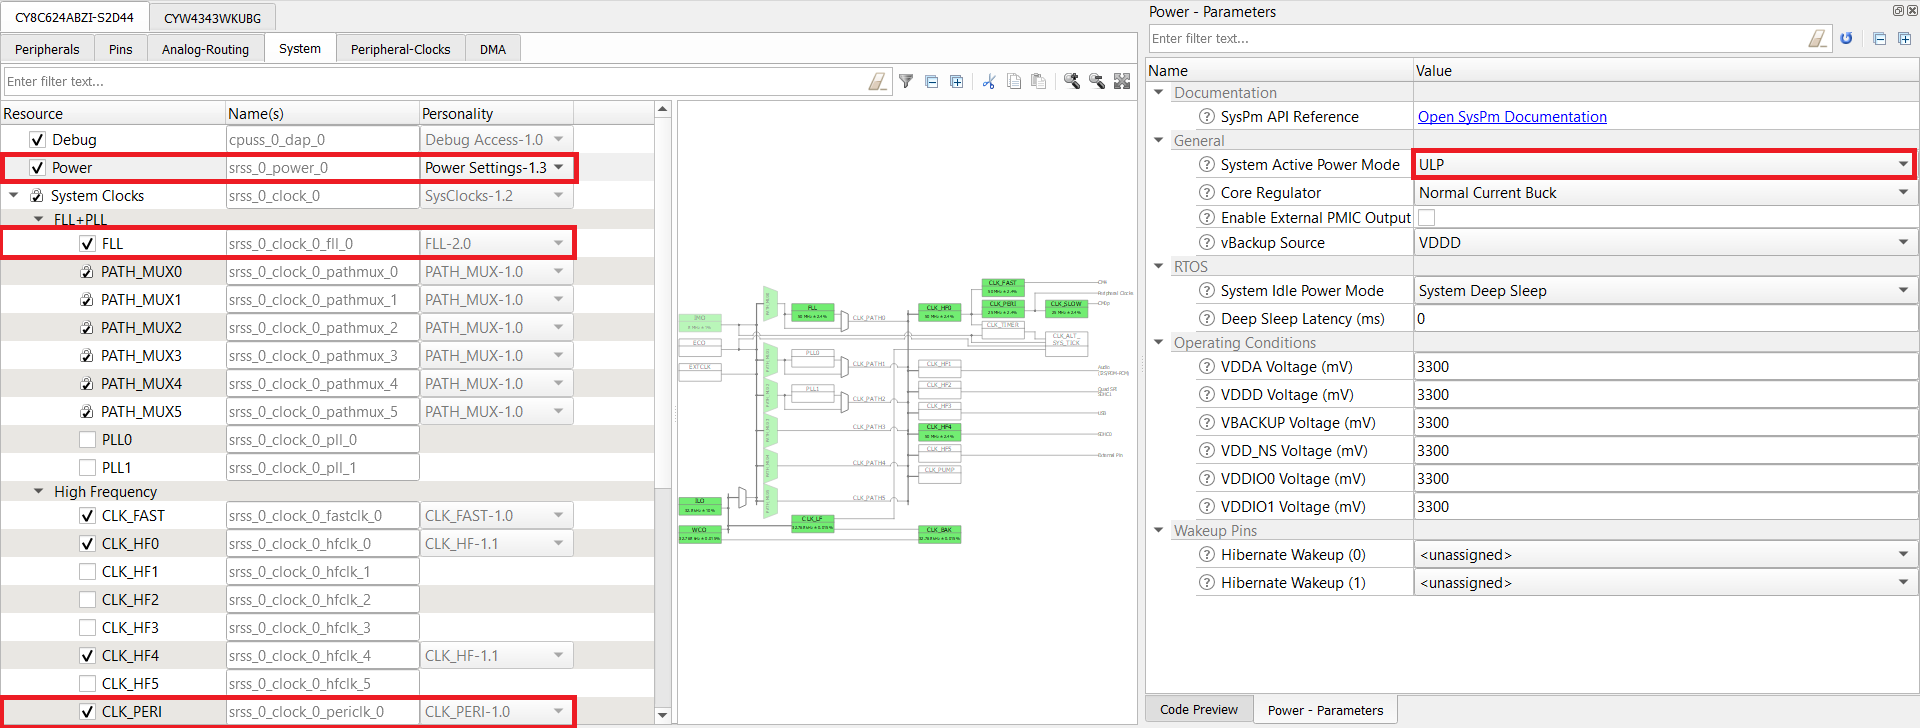 CY8C624ABZI-S2D44
CYW4343WKUBG
Peripherals
Pins
Analog-Routing
System
Peripheral-Clocks
DMA
Enter filter text...
Resource
Name(s)
Personality
Debug
cpuss_0_dap_0
Debug Access-1.0
Power
srss_0_power_0
Power Settings-1.3
System Clocks
srss_0_clock_0
SysClocks-1.2
FLL+PLL
FLL
srss_0_clock_0_fll_0
FLL-2.0
PATH_MUX0
srss_0_clock_0_pathmux_0
PATH_MUX-1.0
PATH_MUX1
srss_0_clock_0_pathmux_1
PATH_MUX-1.0
PATH_MUX2
srss_0_clock_0_pathmux_2
PATH_MUX-1.0
PATH_MUX3
srss_0_clock_0_pathmux_3
PATH_MUX-1.0
PATH_MUX4
srss_0_clock_0_pathmux_4
PATH_MUX-1.0
PATH_MUX5
srss_0_clock_0_pathmux_5
PATH_MUX-1.0
PLL0
srss_0_clock_0_pll_0
PLL1
srss_0_clock_0_pll_1
High Frequency
CLK_FAST
srss_0_clock_0_fastclk_0
CLK_FAST-1.0
CLK_HF0
srss_0_clock_0_hfclk_0
CLK_HF-1.1
CLK_HF1
srss_0_clock_0_hfclk_1
CLK_HF2
srss_0_clock_0_hfclk_2
CLK_HF3
srss_0_clock_0_hfclk_3
CLK_HF4
srss_0_clock_0_hfclk_4
CLK_HF-1.1
CLK_HF5
srss_0_clock_0_hfclk_5
CLK_PERI
srss_0_clock_0_periclk_0
CLK_PERI-1.0
IMO
ECO
EXTCLK
ILO
WCO
FLL
PLL0
PLL1
CLK_LF
CLK_PATH0
CLK_PATH1
CLK_PATH2
CLK_PATH3
CLK_PATH4
CLK_PATH5
CLK_HF0
CLK_HF1
CLK_HF2
CLK_HF3
CLK_HF4
CLK_HF5
CLK_PUMP
CLK_BAK
CLK_FAST
CLK_PERI
CLK_TIMER
CLK_SLOW
CLK_ALT_
SYS_TICK
Peripheral Clocks
USB
External Pin
Power - Parameters
Enter filter text...
Name
Value
Documentation
SysPm API Reference
Open SysPm Documentation
General
System Active Power Mode
ULP
Core Regulator
Normal Current Buck
Enable External PMIC Output
vBackup Source
VDDD
RTOS
System Idle Power Mode
System Deep Sleep
Deep Sleep Latency (ms)
0
Operating Conditions
VDDA Voltage (mV)
3300
VDDD Voltage (mV)
3300
VBACKUP Voltage (mV)
3300
VDD_NS Voltage (mV)
3300
VDDIO0 Voltage (mV)
3300
VDDIO1 Voltage (mV)
3300
Wakeup Pins
Hibernate Wakeup (0)
<unassigned>
Hibernate Wakeup (1)
<unassigned>
Code Preview
Power - Parameters